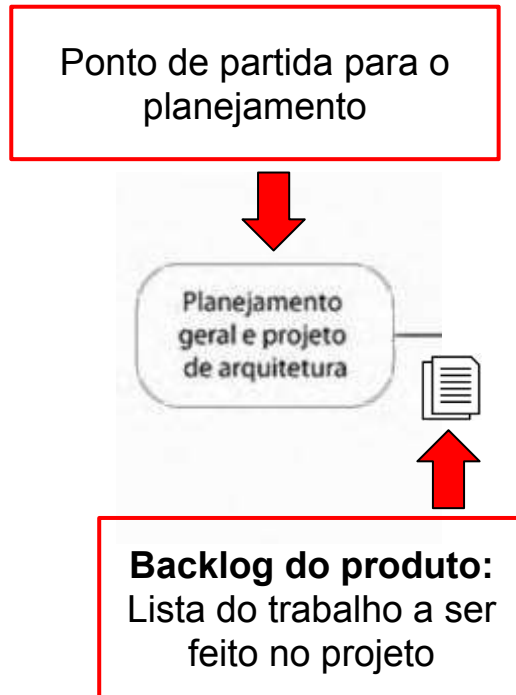 Ponto de partida para o
planejamento
Planejamento
geral e projeto
de arquitetura
Backlog do produto:
Lista do trabalho a ser
feito no projeto